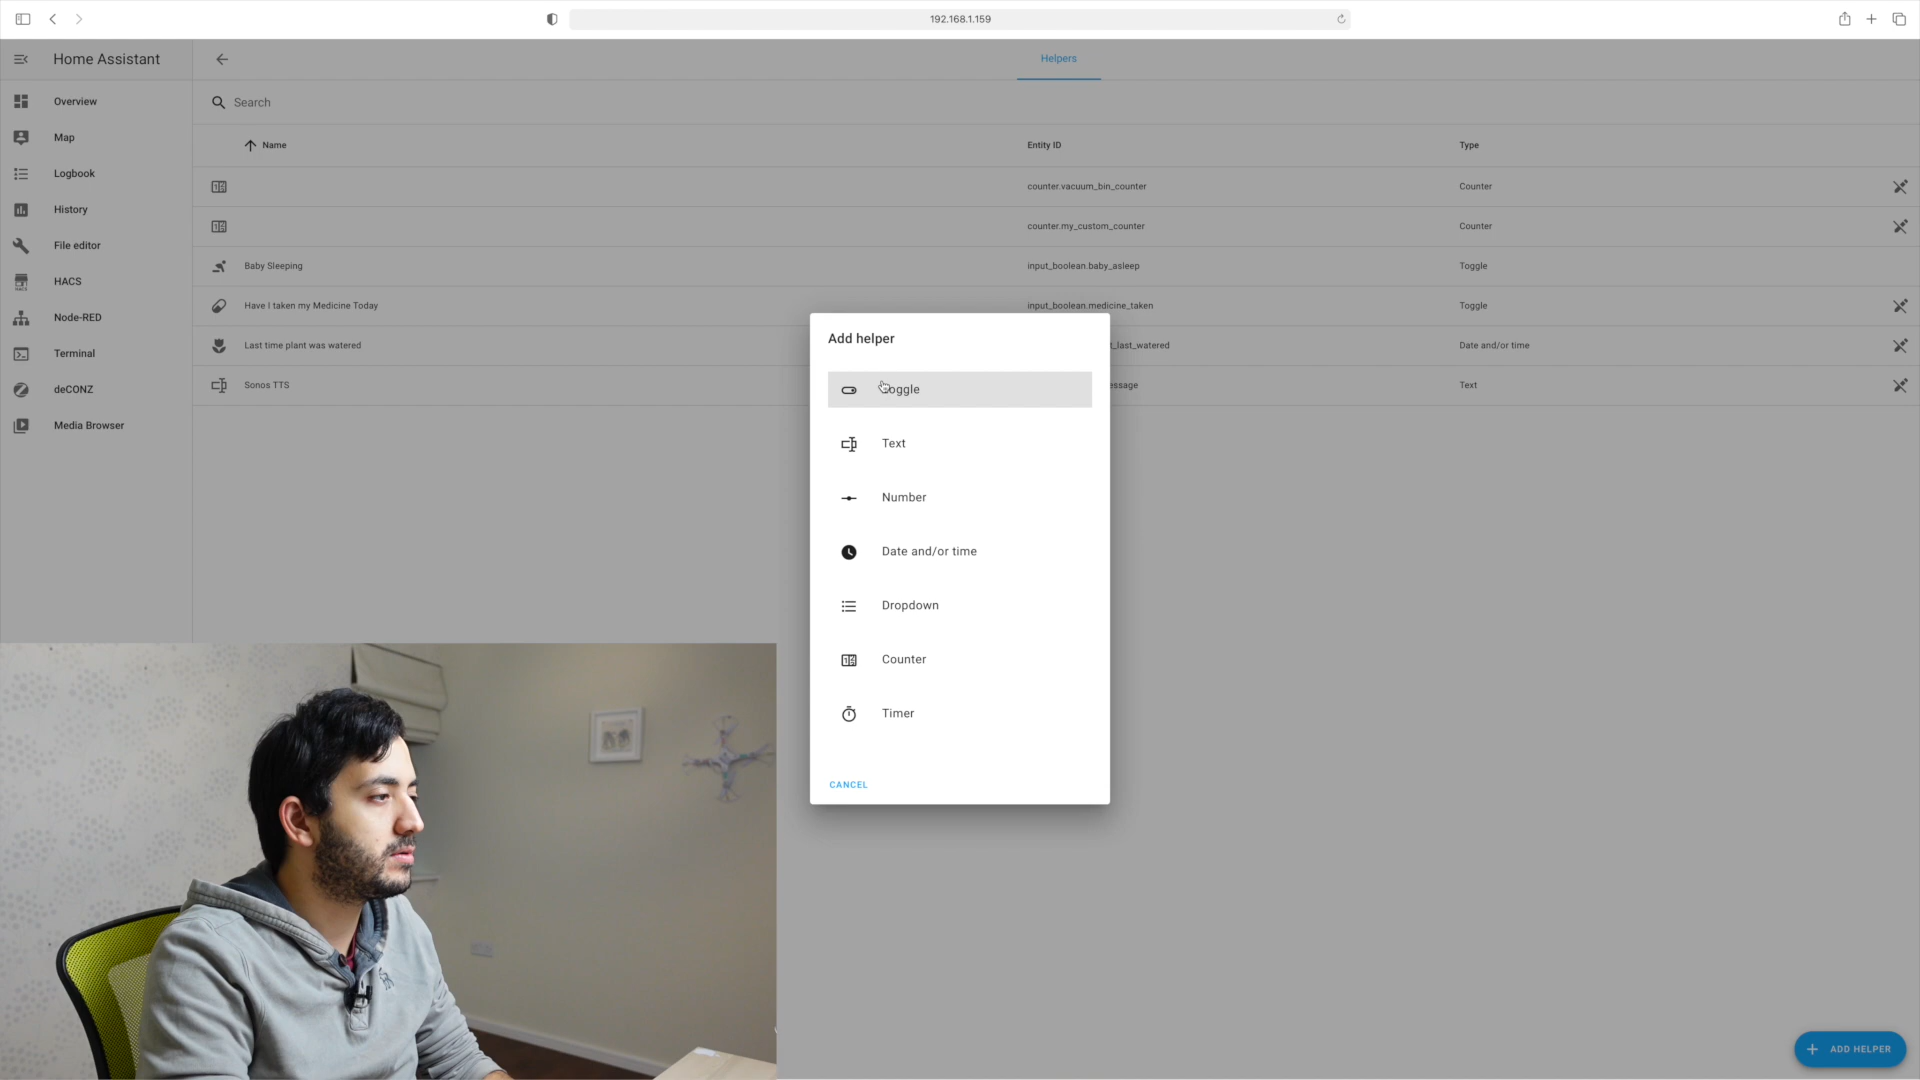 192.168.1.159
Home Assistant
Helpers
Overview
Map
Logbook
History
File editor
HACS
Node-RED
Terminal
deCONZ
Media Browser
Search
Name Entity ID Type
counter.vacuum_bin_counter Counter
counter.my_custom_counter Counter
Baby Sleeping input_boolean.baby_asleep Toggle
Have I taken my Medicine Today input_boolean.medicine_taken Toggle
Last time plant was watered t_last_watered Date and/or time
Sonos TTS essage Text
Add helper
Toggle
Text
Number
Date and/or time
Dropdown
Counter
Timer
CANCEL
ADD HELPER